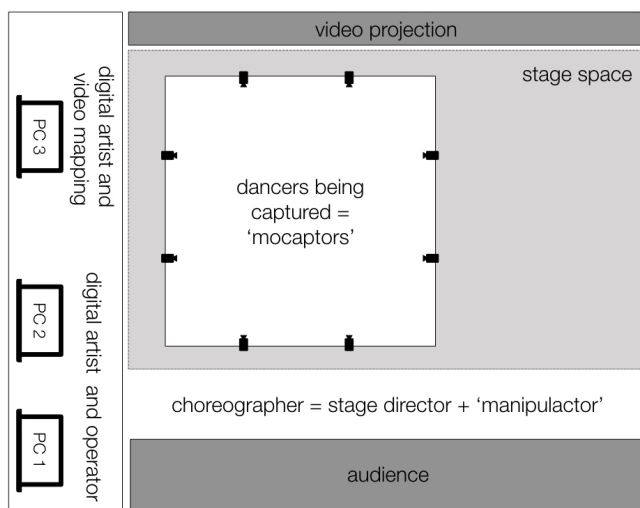 video projection
stage space
digital artist and
video mapping
PC 3
dancers being
captured =
‘mocaptors’
PC 2
digital artist and operator
PC 1
choreographer = stage director + ‘manipulactor’
audience